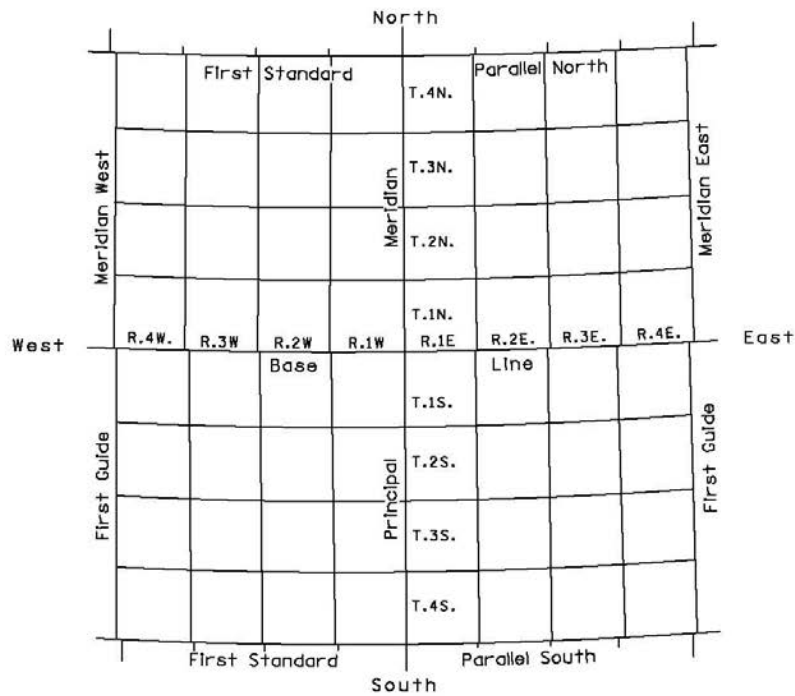 North
First Standard Parallel North
T.4N.
T.3N.
T.2N.
T.1N.
Meridian West
Meridian
Meridian East
West
R.4W. R.3W R.2W R.1W R.1E R.2E. R.3E. R.4E.
East
Base Line
T.1S.
T.2S.
T.3S.
T.4S.
First Guide
Principal
First Guide
First Standard Parallel South
South